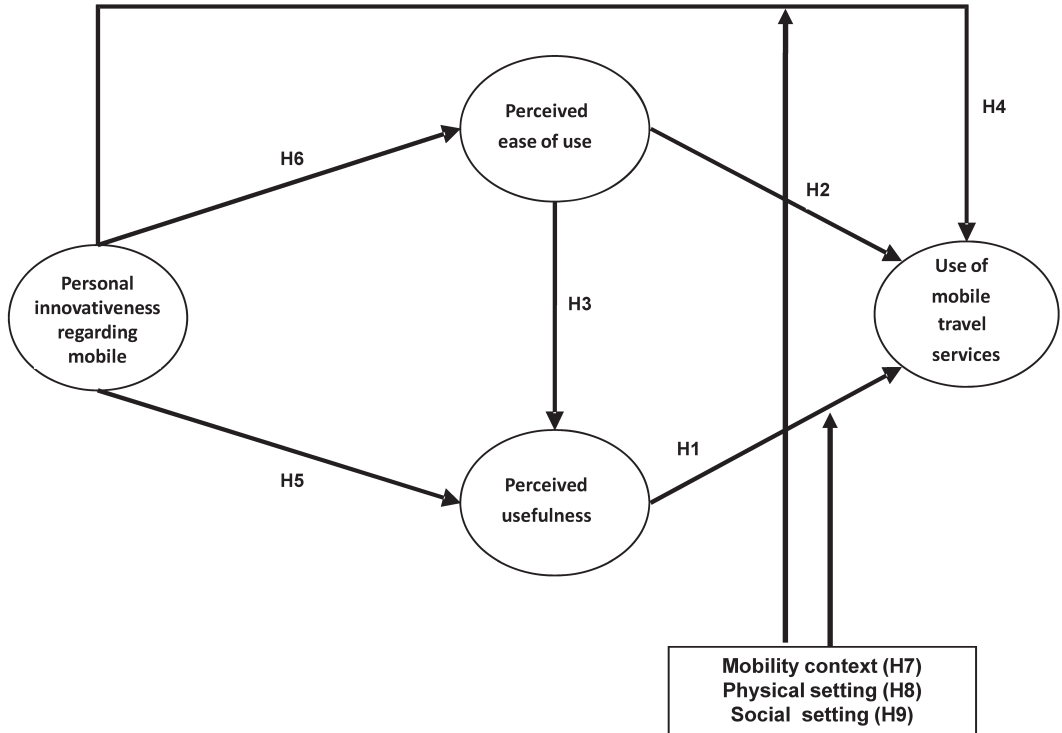 H4
Perceived
ease of use
H6
H2
Personal
innovativeness
regarding
mobile
Use of
mobile
travel
services
H3
H1
H5
Perceived
usefulness
Mobility context (H7)
Physical setting (H8)
Social setting (H9)